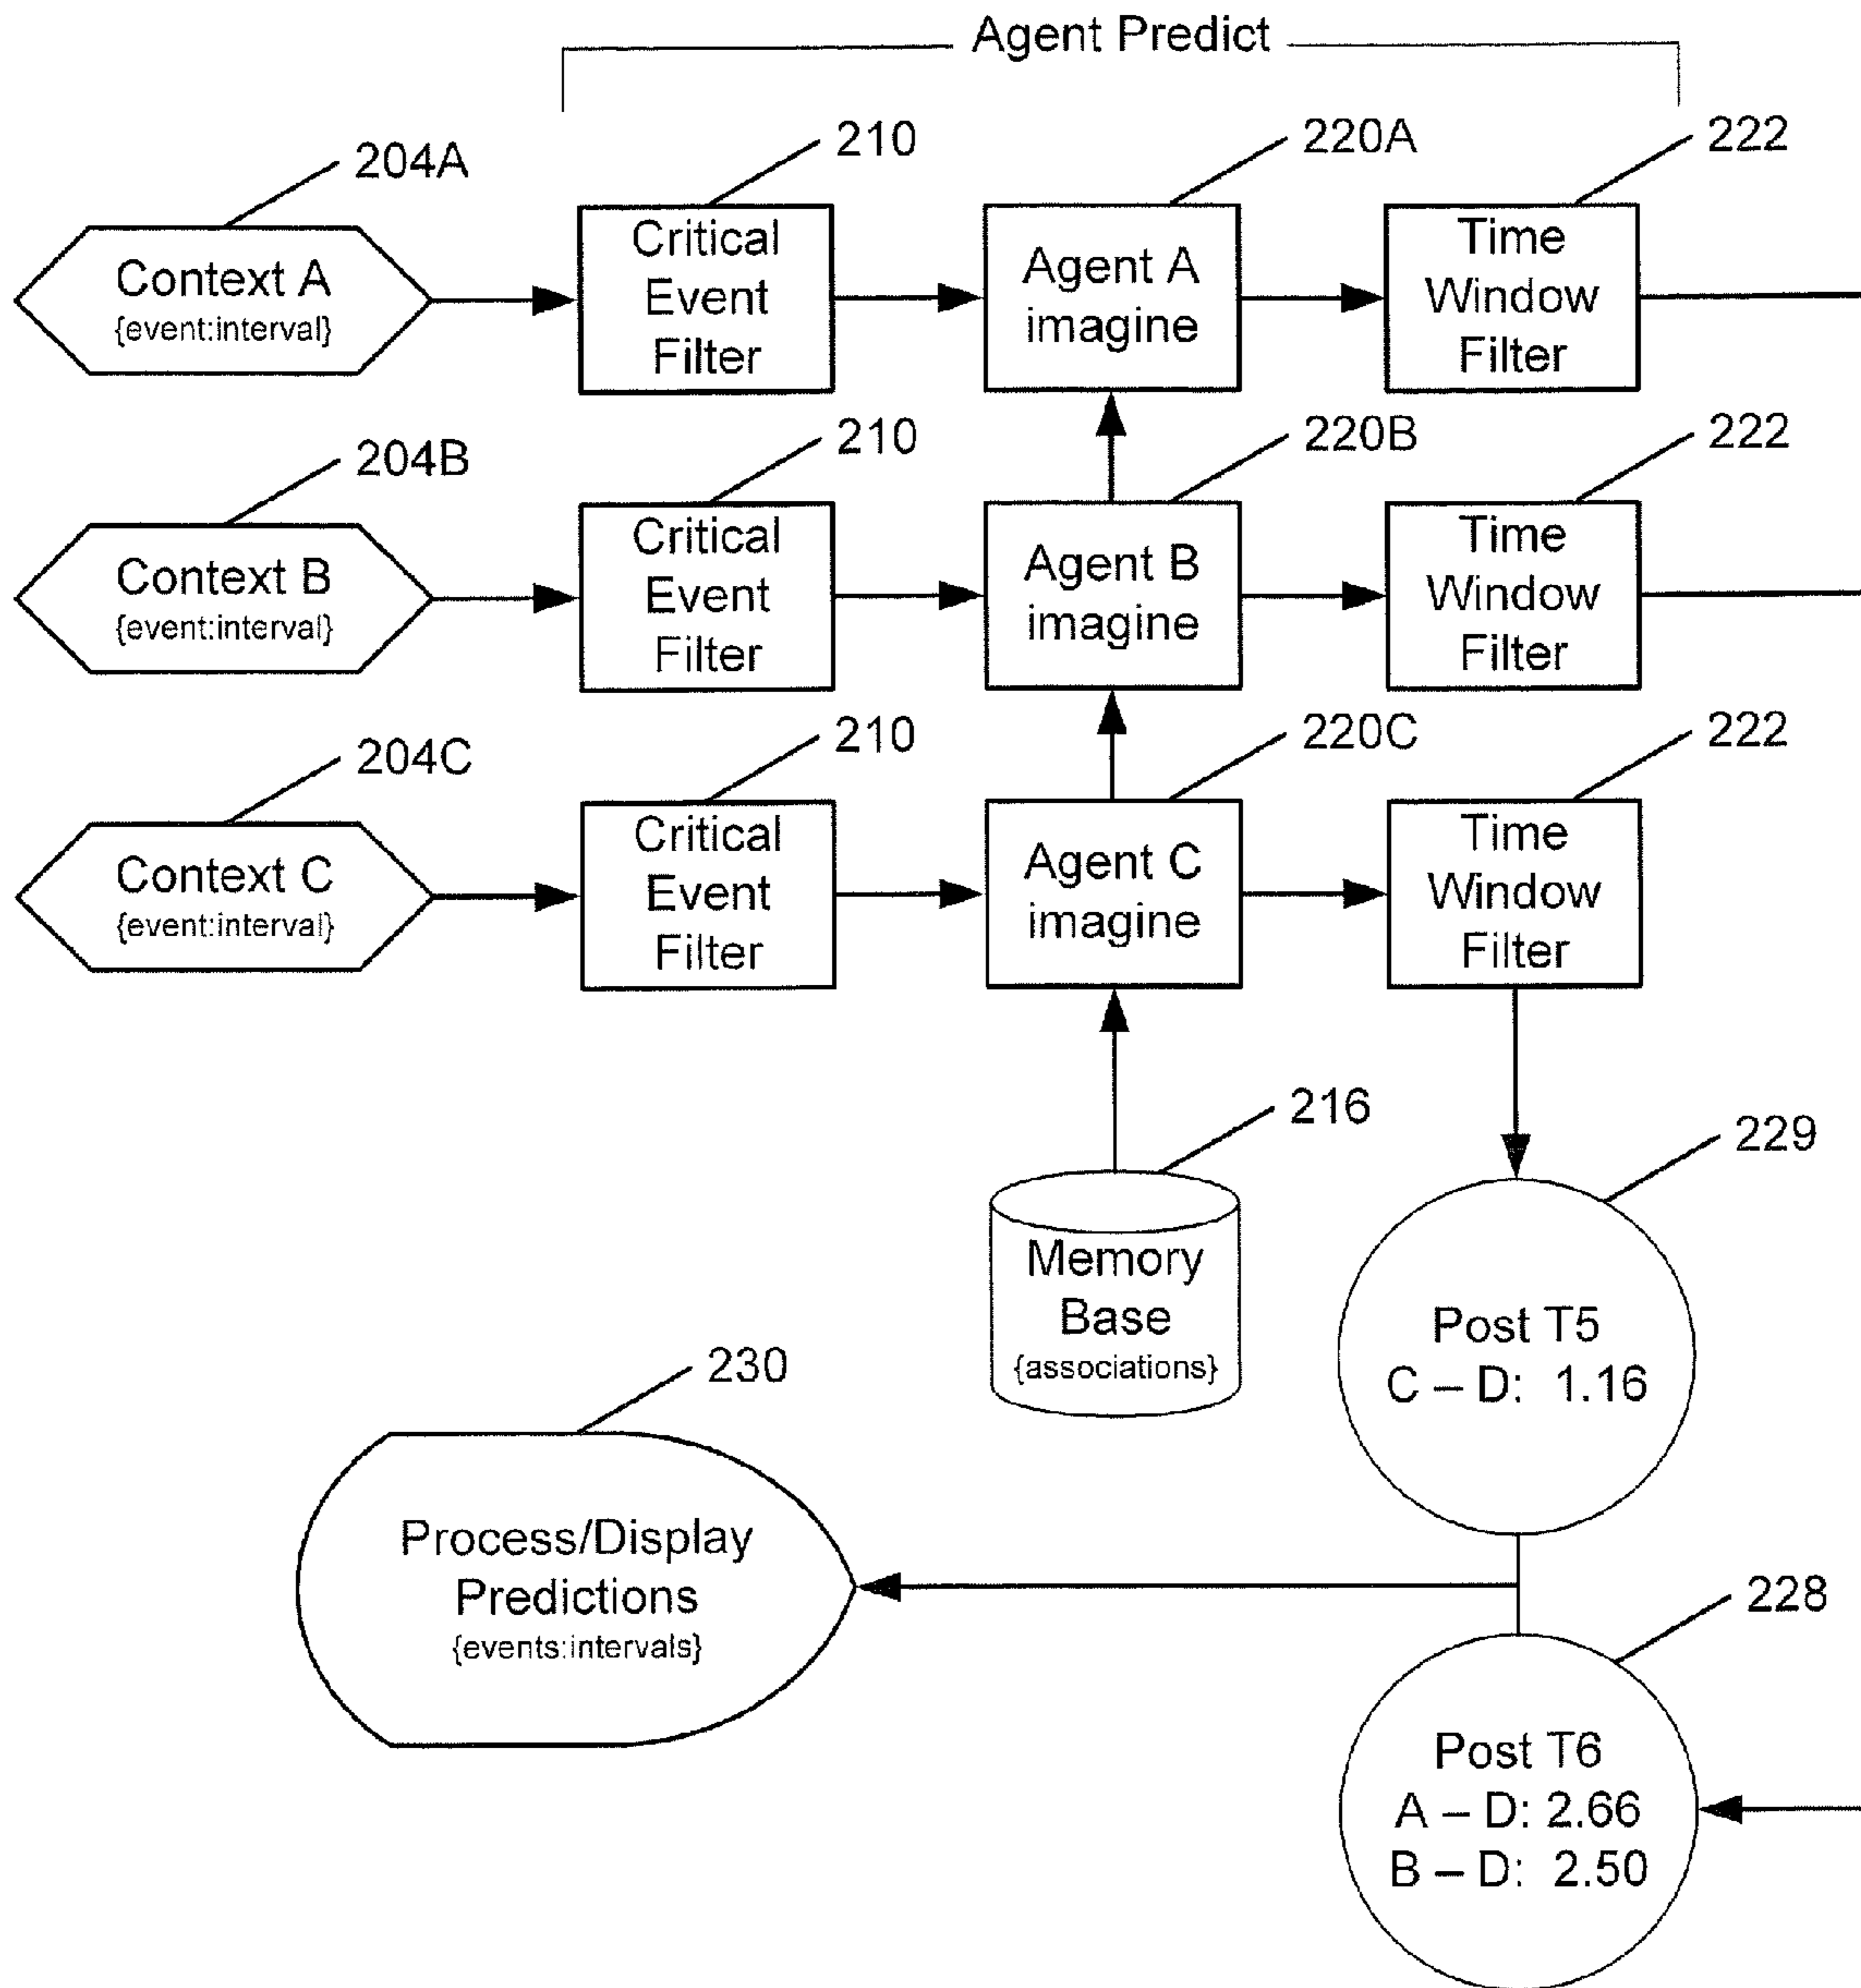 Agent Predict
204A
210
220A
222
Context A
{event:interval}
Critical
Event
Filter
Agent A
imagine
Time
Window
Filter
204B
210
220B
222
Context B
{event:interval}
Critical
Event
Filter
Agent B
imagine
Time
Window
Filter
204C
210
220C
222
Context C
{event:interval}
Critical
Event
Filter
Agent C
imagine
Time
Window
Filter
216
229
Memory
Base
{associations}
Post T5
C – D: 1.16
230
Process/Display
Predictions
{events:intervals}
228
Post T6
A – D: 2.66
B – D: 2.50